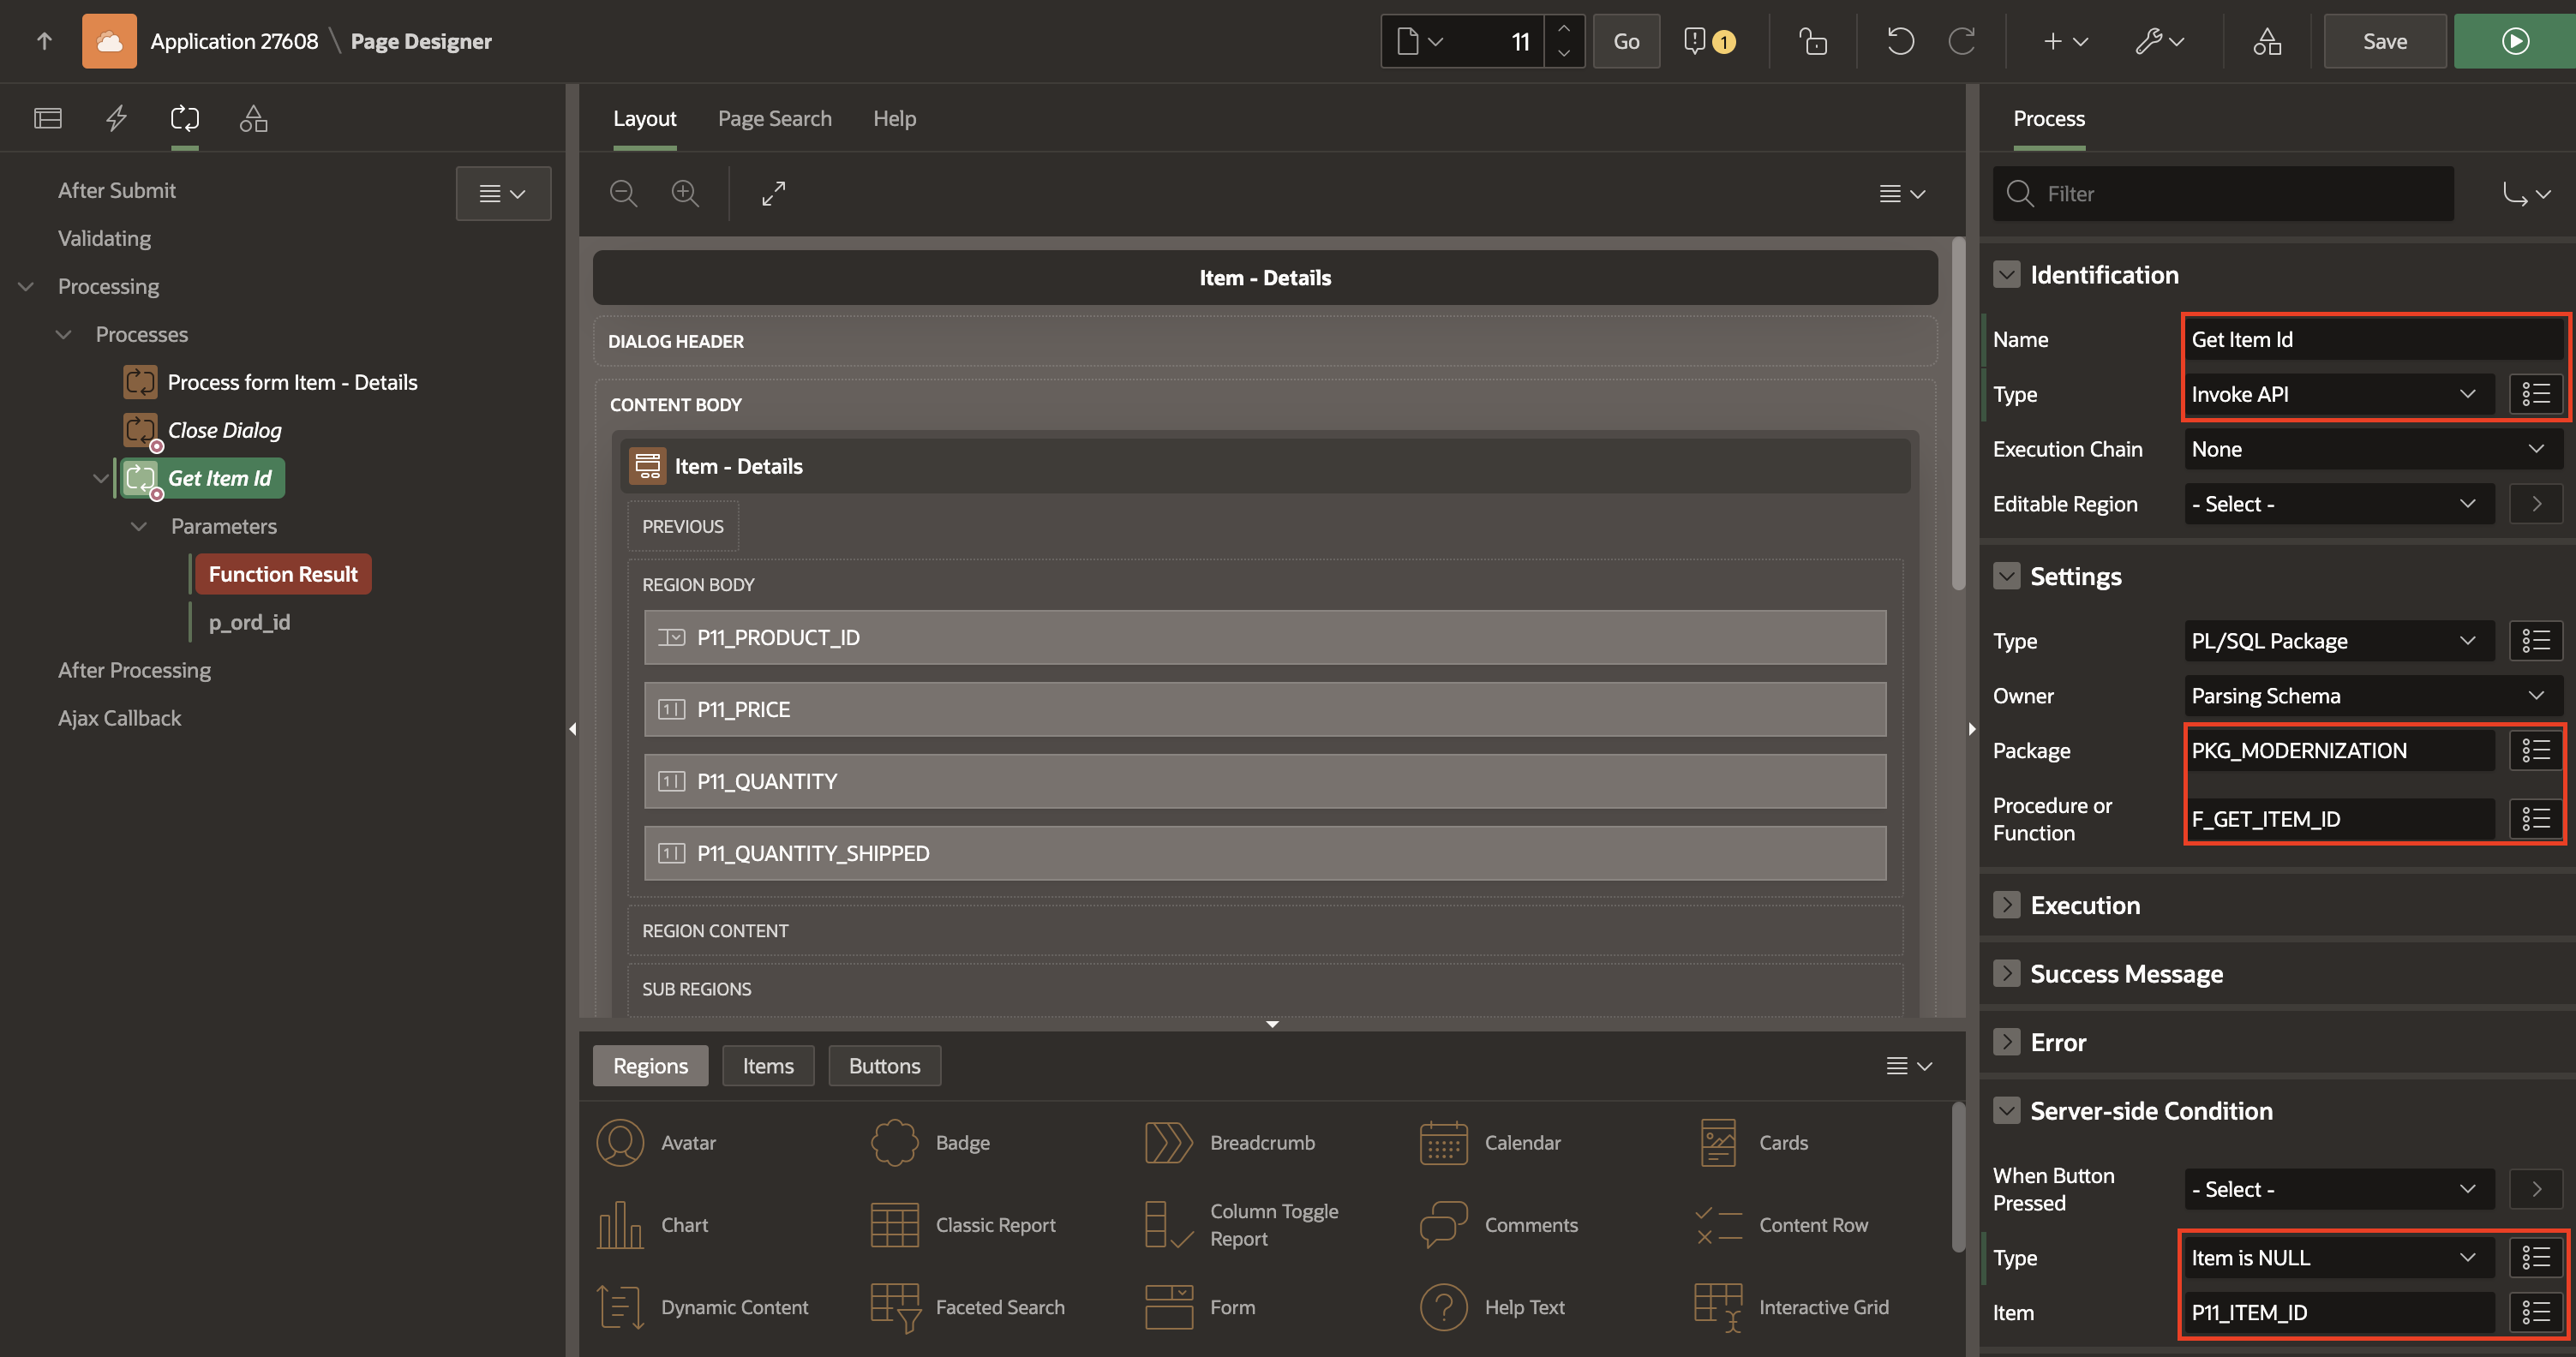 Application 27608 \ Page Designer
11
Go
1
Save
After Submit
Validating
Processing
Processes
Process form Item - Details
Close Dialog
Get Item Id
Parameters
Function Result
p_ord_id
After Processing
Ajax Callback
Layout
Page Search
Help
Item - Details
DIALOG HEADER
CONTENT BODY
Item - Details
PREVIOUS
REGION BODY
P11_PRODUCT_ID
P11_PRICE
P11_QUANTITY
P11_QUANTITY_SHIPPED
REGION CONTENT
SUB REGIONS
Regions
Items
Buttons
Avatar
Badge
Breadcrumb
Calendar
Cards
Chart
Classic Report
Column Toggle
Report
Comments
Content Row
Dynamic Content
Faceted Search
Form
Help Text
Interactive Grid
Process
Filter
Identification
Name
Get Item Id
Type
Invoke API
Execution Chain
None
Editable Region
- Select -
Settings
Type
PL/SQL Package
Owner
Parsing Schema
Package
PKG_MODERNIZATION
Procedure or
Function
F_GET_ITEM_ID
Execution
Success Message
Error
Server-side Condition
When Button
Pressed
- Select -
Type
Item is NULL
Item
P11_ITEM_ID